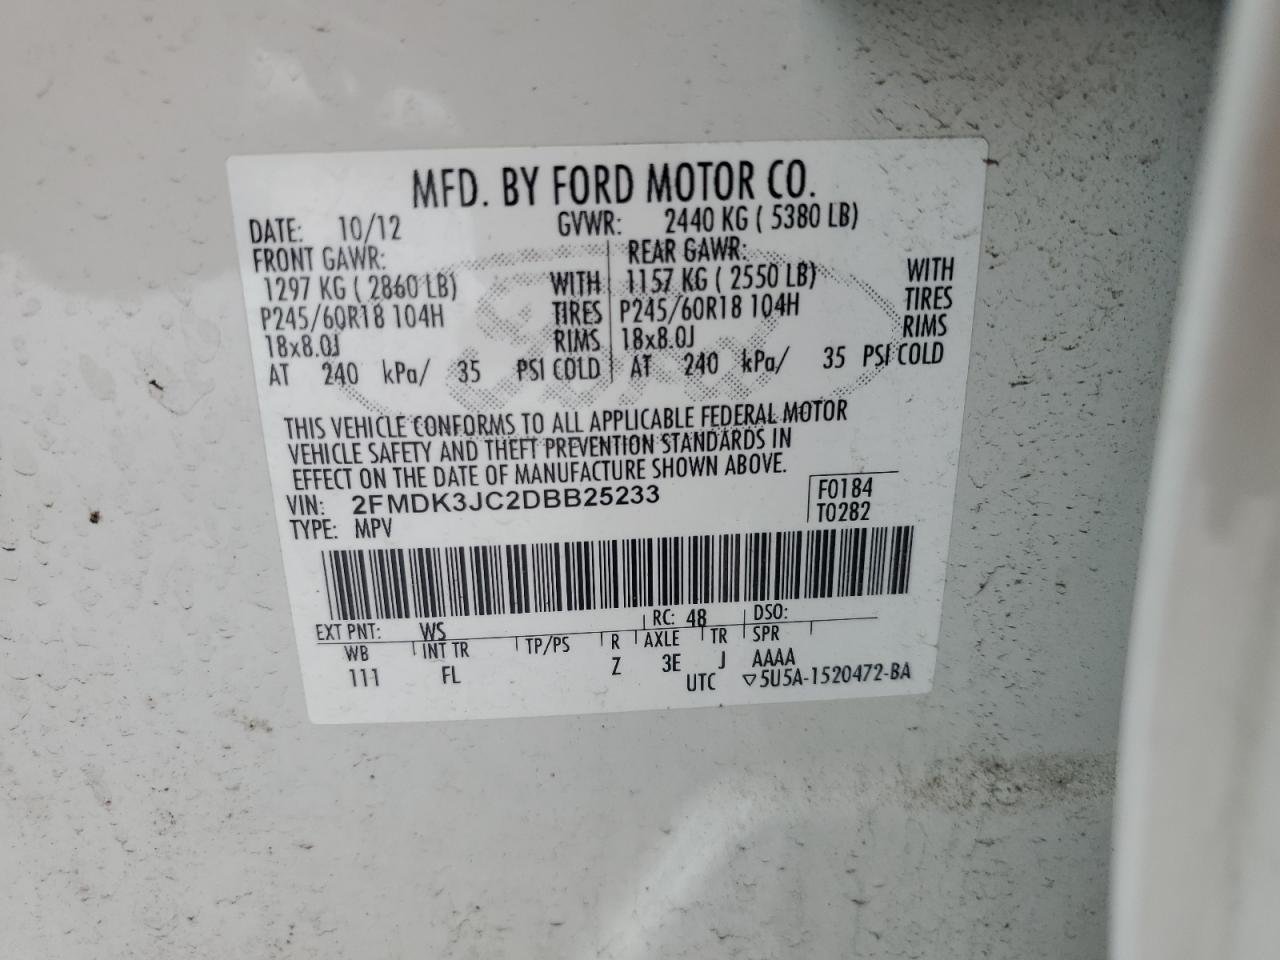 MFD. BY FORD MOTOR CO.
DATE: 10/12 GVWR: 2440 KG ( 5380 LB)
FRONT GAWR: REAR GAWR:
1297 KG ( 2860 LB) WITH 1157 KG ( 2550 LB) WITH
P245/60R18 104H TIRES P245/60R18 104H TIRES
18x8.0J RIMS 18x8.0J RIMS
AT 240 kPa/ 35 PSI COLD AT 240 kPa/ 35 PSI COLD
THIS VEHICLE CONFORMS TO ALL APPLICABLE FEDERAL MOTOR
VEHICLE SAFETY AND THEFT PREVENTION STANDARDS IN
EFFECT ON THE DATE OF MANUFACTURE SHOWN ABOVE.
VIN: 2FMDK3JC2DBB25233 F0184
TYPE: MPV T0282
EXT PNT: WS RC: 48 DSO:
WB INT TR TP/PS R AXLE TR SPR
111 FL Z 3E J AAAA
UTC ▽5U5A-1520472-BA